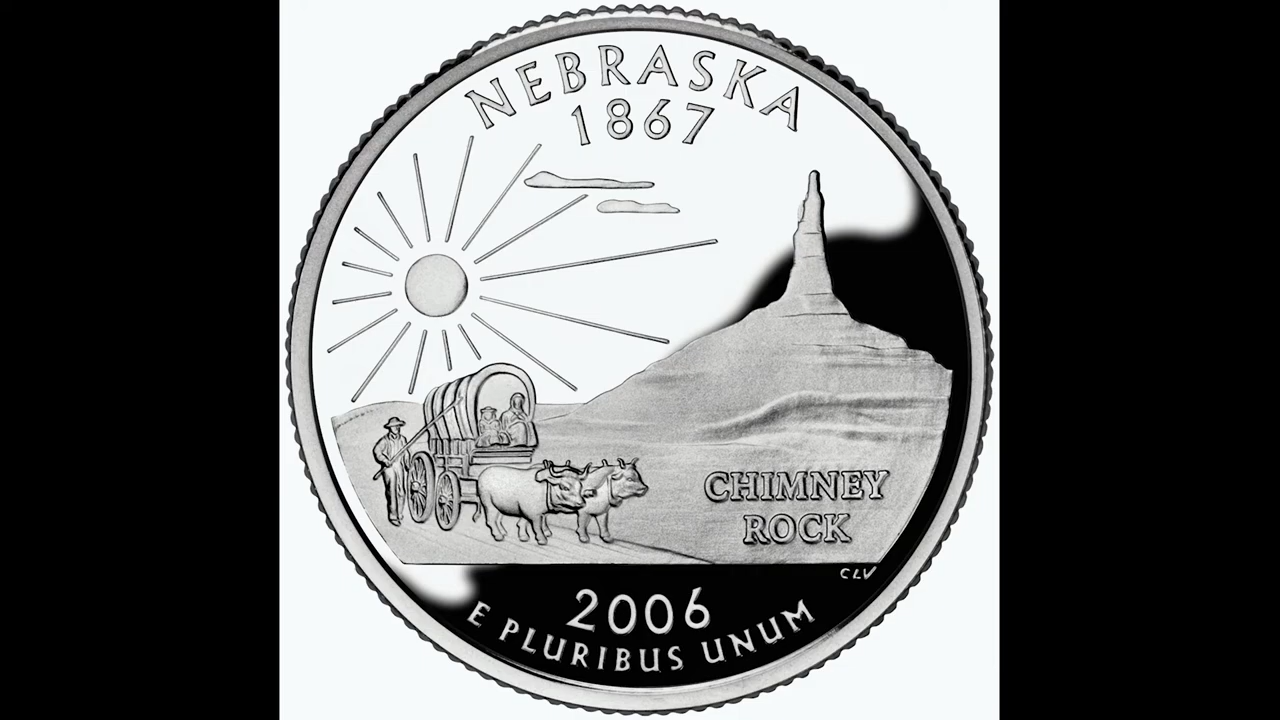 NEBRASKA
1867
CHIMNEY
ROCK
CLV
2006
E PLURIBUS UNUM